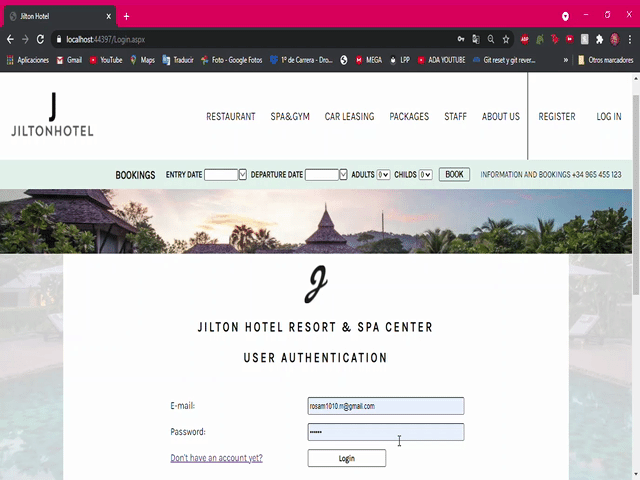 Jilton Hotel
localhost:44397/Login.aspx
Aplicaciones Gmail YouTube Maps Traducir Foto - Google Fotos 1º de Carrera - Dro... MEGA LPP ADA YOUTUBE Git reset y git rever... » Otros marcadores
J
JILTONHOTEL
RESTAURANT SPA&GYM CAR LEASING PACKAGES STAFF ABOUT US REGISTER LOG IN
BOOKINGS ENTRY DATE DEPARTURE DATE ADULTS 0 CHILDS 0 BOOK INFORMATION AND BOOKINGS +34 965 455 123
J
JILTON HOTEL RESORT & SPA CENTER
USER AUTHENTICATION
E-mail: rosam1010.m@gmail.com
Password: ••••••
Don't have an account yet? Login